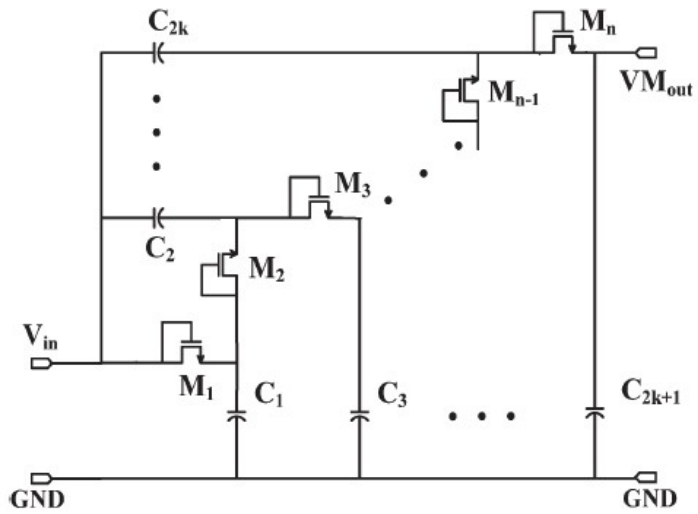 C2k
Mn
VMout
Mn-1
M3
C2
M2
Vin
M1
C1
C3
C2k+1
GND
GND